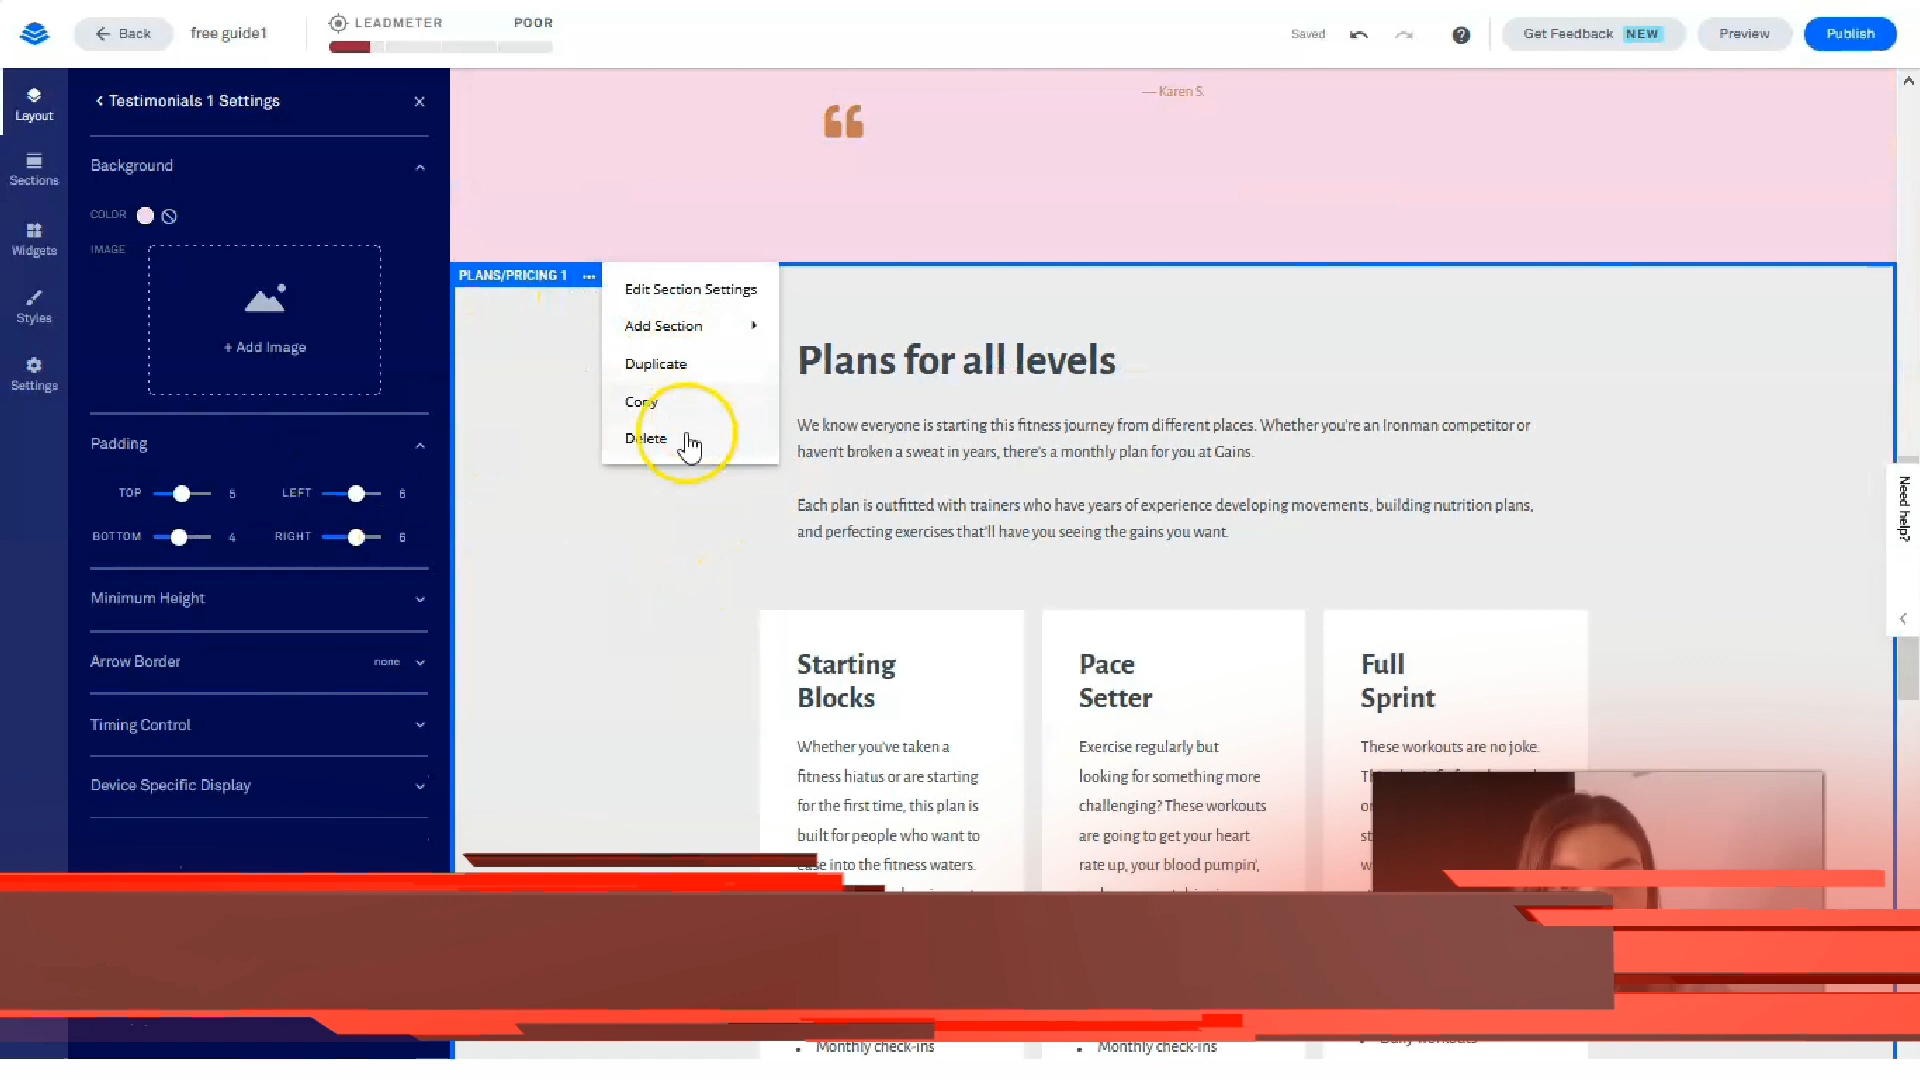 Back
free guide1
LEADMETER
POOR
Saved
Get Feedback NEW
Preview
Publish
Layout
Sections
Widgets
Styles
Settings
Testimonials 1 Settings
Background
COLOR
IMAGE
+ Add Image
Padding
TOP 5 LEFT 6
BOTTOM 4 RIGHT 6
Minimum Height
Arrow Border none
Timing Control
Device Specific Display
— Karen S.
PLANS/PRICING 1
Edit Section Settings
Add Section
Duplicate
Copy
Delete
Plans for all levels
We know everyone is starting this fitness journey from different places. Whether you're an Ironman competitor or
haven't broken a sweat in years, there's a monthly plan for you at Gains.
Each plan is outfitted with trainers who have years of experience developing movements, building nutrition plans,
and perfecting exercises that'll have you seeing the gains you want.
Starting
Blocks
Whether you've taken a
fitness hiatus or are starting
for the first time, this plan is
built for people who want to
ease into the fitness waters.
Monthly check-ins
Pace
Setter
Exercise regularly but
looking for something more
challenging? These workouts
are going to get your heart
rate up, your blood pumpin',
Monthly check-ins
Full
Sprint
These workouts are no joke.
Need help?